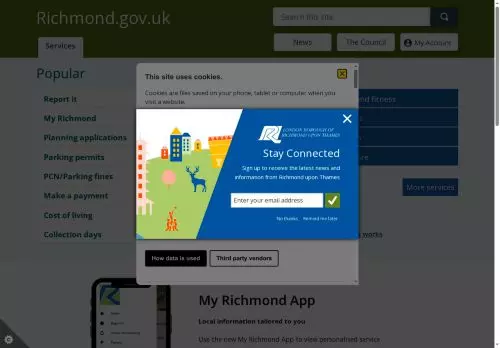 Richmond.gov.uk
Search this site
News
The Council
My Account
Services
Popular
Report it
My Richmond
Planning applications
Parking permits
PCN/Parking fines
Make a payment
Cost of living
Collection days
and fitness
More services
works
This site uses cookies.
Cookies are files saved on your phone, tablet or computer when you
visit a website.
LONDON BOROUGH OF
RICHMOND UPON THAMES
Stay Connected
Sign up to receive the latest news and
information from Richmond upon Thames
Enter your email address
No thanks
Remind me later
How data is used
Third party vendors
My Richmond App
Local information tailored to you
Use the new My Richmond App to view personalised service